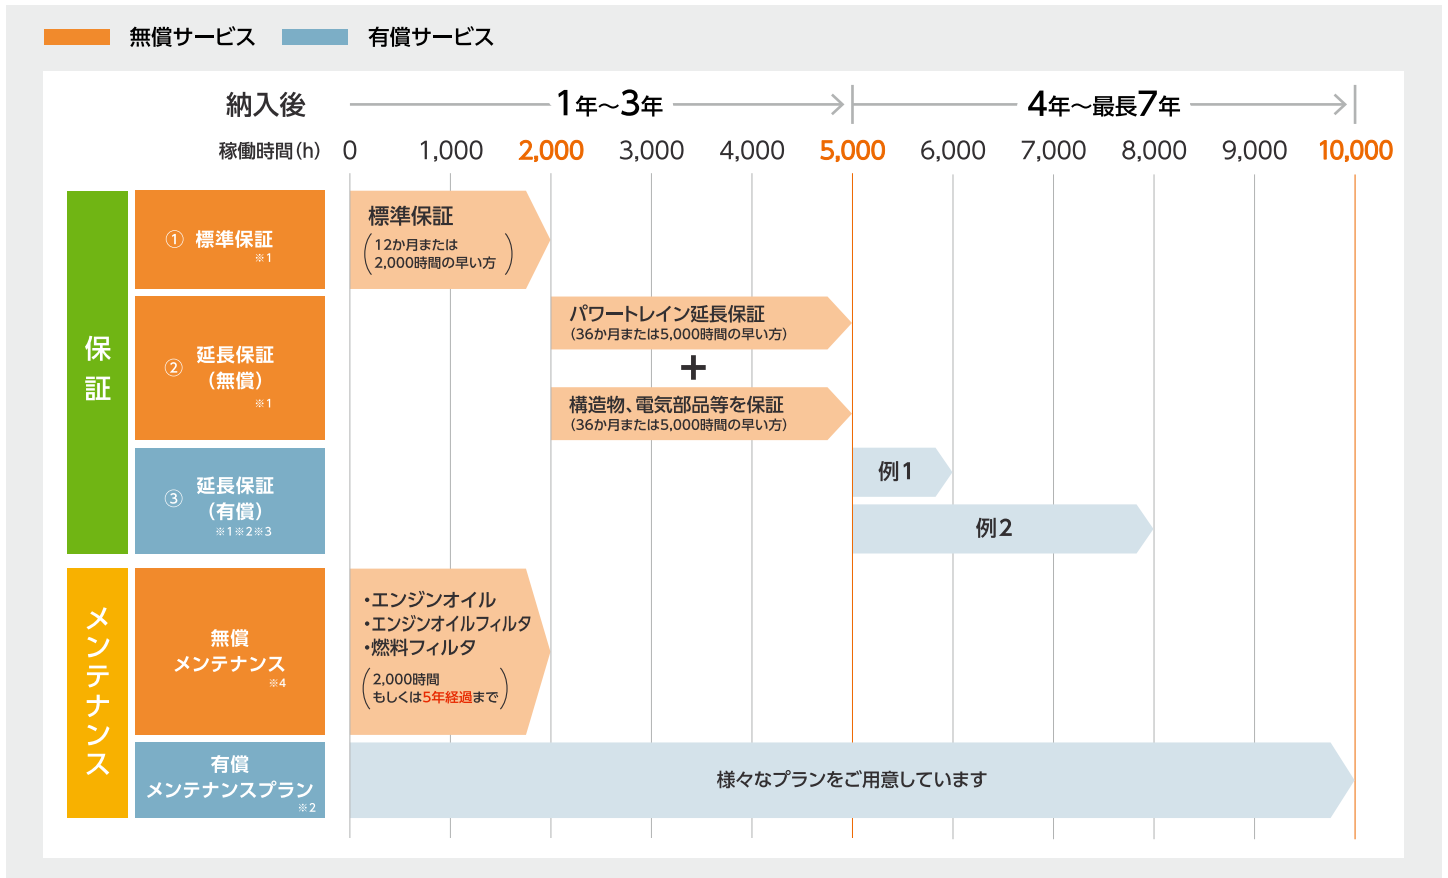 無償サービス 有償サービス
納入後 1年～3年 4年～最長7年
稼働時間(h) 0 1,000 2,000 3,000 4,000 5,000 6,000 7,000 8,000 9,000 10,000
保証
① 標準保証
※1
標準保証
(12か月または
2,000時間の早い方)
② 延長保証
(無償)
※1
パワートレイン延長保証
(36か月または5,000時間の早い方)
+
構造物、電気部品等を保証
(36か月または5,000時間の早い方)
③ 延長保証
(有償)
※1※2※3
例1
例2
メンテナンス
無償
メンテナンス
※4
・エンジンオイル
・エンジンオイルフィルタ
・燃料フィルタ
(2,000時間
もしくは5年経過まで)
有償
メンテナンスプラン
※2
様々なプランをご用意しています